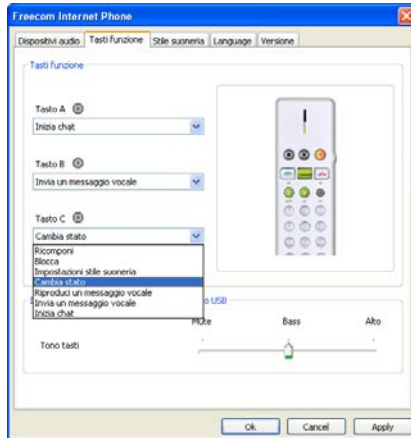 Freecom Internet Phone
Dispositivi audio Tasti funzione Stile suoneria Language Versione
Tasti funzione
Tasto A
Inizia chat
Tasto B
Invia un messaggio vocale
Tasto C
Cambia stato
Ricomponi
Blocca
Impostazioni stile suoneria
Cambia stato
Riproduci un messaggio vocale
Invia un messaggio vocale
Inizia chat
USB
Mute Bass Alto
Tono tasti
Ok Cancel Apply